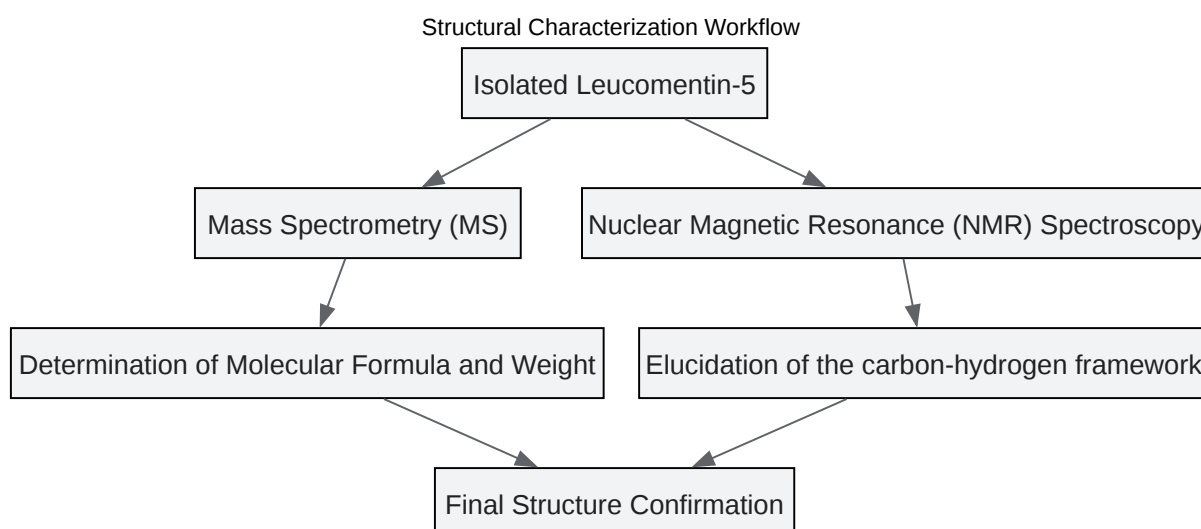 Structural Characterization Workflow
Isolated Leucomentin-5
Mass Spectrometry (MS)
Nuclear Magnetic Resonance (NMR) Spectroscopy
Determination of Molecular Formula and Weight
Elucidation of the carbon-hydrogen framework
Final Structure Confirmation